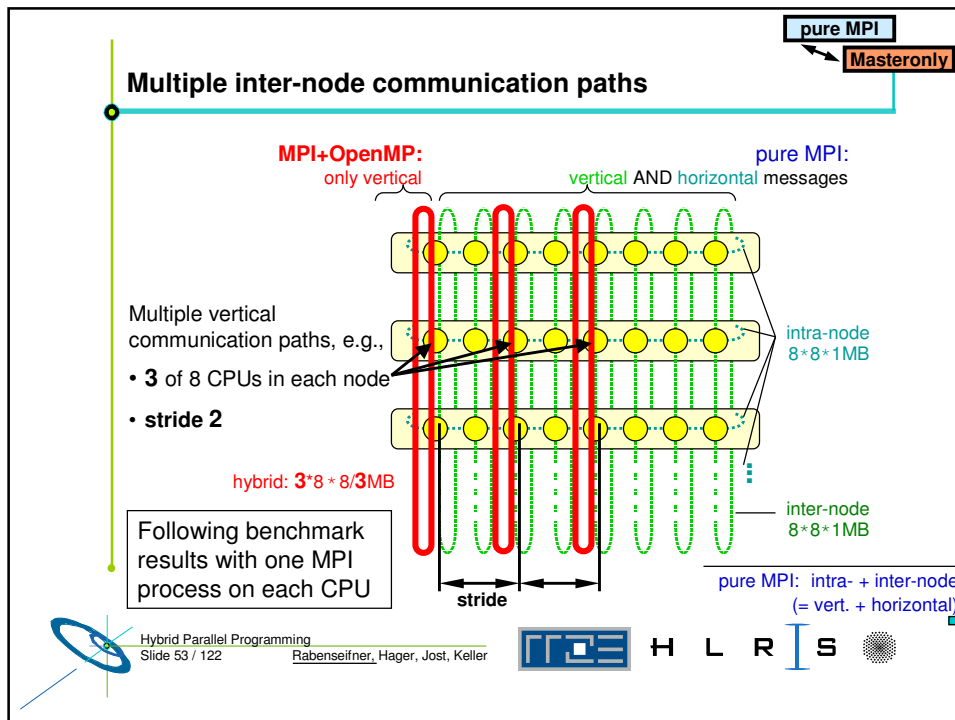 pure MPI
Masteronly
Multiple inter-node communication paths
MPI+OpenMP:
only vertical
pure MPI:
vertical AND horizontal messages
Multiple vertical
communication paths, e.g.,
• 3 of 8 CPUs in each node
• stride 2
intra-node
8*8*1MB
hybrid: 3*8*8/3MB
inter-node
8*8*1MB
Following benchmark
results with one MPI
process on each CPU
stride
pure MPI: intra- + inter-node
(= vert. + horizontal)
Hybrid Parallel Programming
Slide 53 / 122 Rabenseifner, Hager, Jost, Keller
H L R I S